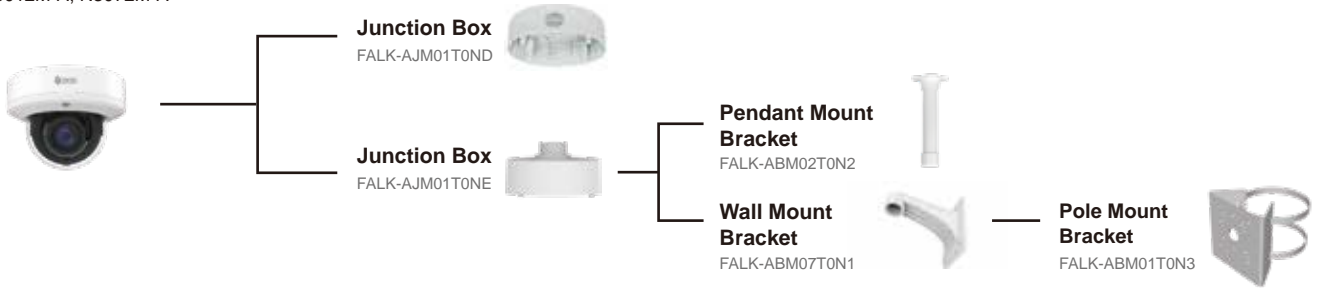 Junction Box
FALK-AJM01T0ND
Junction Box
FALK-AJM01T0NE
Pendant Mount
Bracket
FALK-ABM02T0N2
Wall Mount
Bracket
FALK-ABM07T0N1
Pole Mount
Bracket
FALK-ABM01T0N3